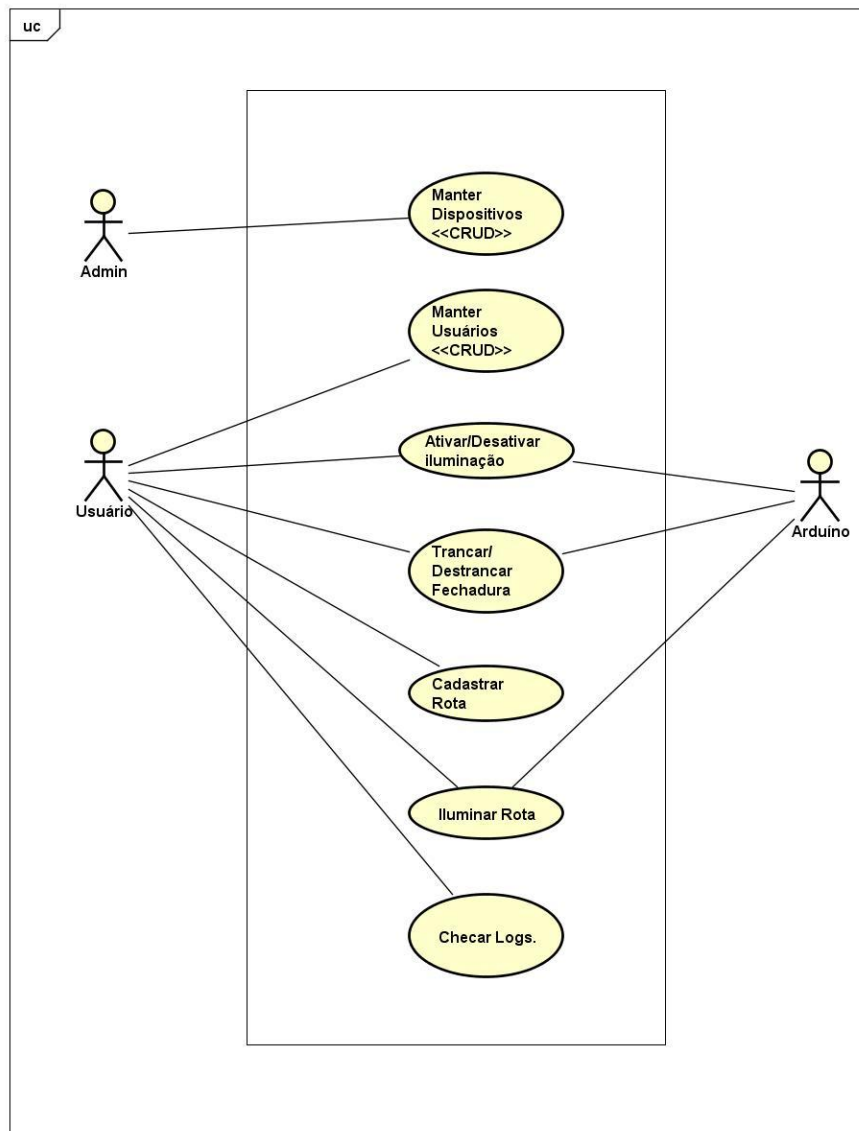 uc
Manter
Dispositivos
<<CRUD>>
Admin
Manter
Usuários
<<CRUD>>
Ativar/Desativar
iluminação
Usuário
Arduíno
Trancar/
Destrancar
Fechadura
Cadastrar
Rota
Iluminar Rota
Checar Logs.